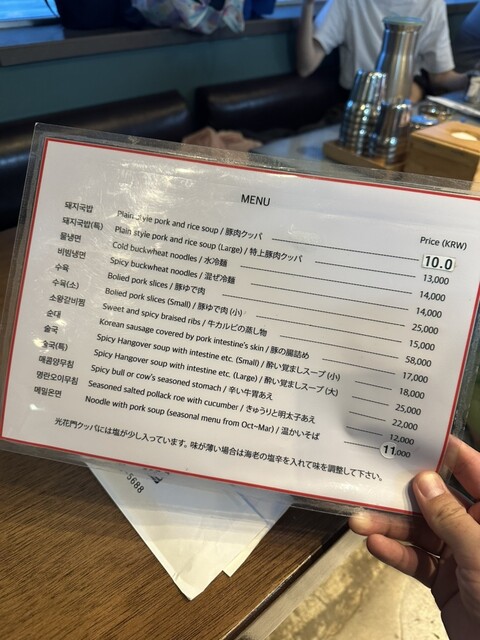 MENU
Price (KRW)
돼지국밥 Plain style pork and rice soup / 豚肉クッパ 10.0
돼지국밥(특) Plain style pork and rice soup (Large) / 特上豚肉クッパ 13,000
물냉면 Cold buckwheat noodles / 水冷麺 14,000
비빔냉면 Spicy buckwheat noodles / 混ぜ冷麺 14,000
수육 Bolied pork slices / 豚ゆで肉 25,000
수육(소) Bolied pork slices (Small) / 豚ゆで肉 (小) 15,000
소왕갈비찜 Sweet and spicy braised ribs / 牛カルビの蒸し物 58,000
순대 Korean sausage covered by pork intestine's skin / 豚の腸詰め 17,000
술국 Spicy Hangover soup with intestine etc. (Small) / 酔い覚ましスープ (小) 18,000
술국(특) Spicy Hangover soup with intestine etc. (Large) / 酔い覚ましスープ (大) 25,000
매콤양무침 Spicy bull or cow's seasoned stomach / 辛い牛胃あえ 22,000
명란오이무침 Seasoned salted pollack roe with cucumber / きゅうりと明太子あえ 12,000
메밀온면 Noodle with pork soup (seasonal menu from Oct~Mar) / 温かいそば 11,000
光花門クッパには塩が少し入っています。味が薄い場合は海老の塩辛を入れて味を調整して下さい。
5688